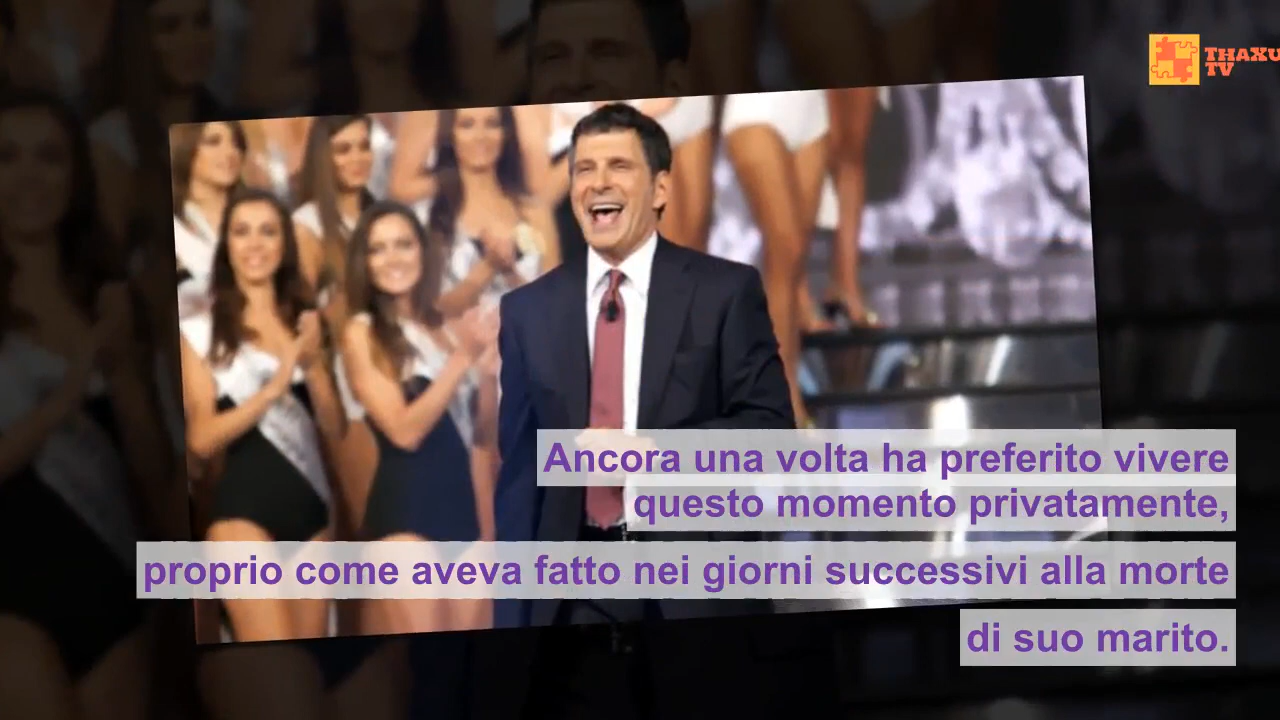 THAXU
TV
Ancora una volta ha preferito vivere
questo momento privatamente,
proprio come aveva fatto nei giorni successivi alla morte
di suo marito.